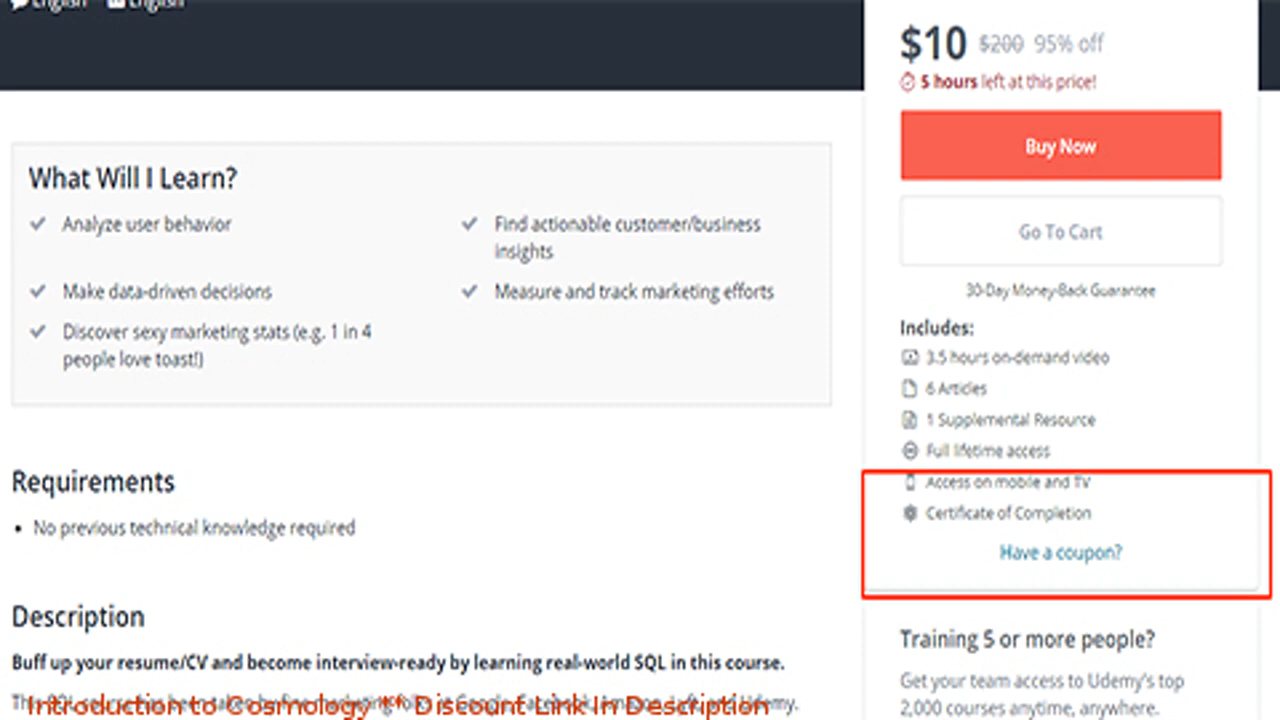 English English
$10 $200 95% off
5 hours left at this price!
Buy Now
Go To Cart
30-Day Money-Back Guarantee
Includes:
3.5 hours on-demand video
6 Articles
1 Supplemental Resource
Full lifetime access
Access on mobile and TV
Certificate of Completion
Have a coupon?
Training 5 or more people?
Get your team access to Udemy's top
2,000 courses anytime, anywhere.
What Will I Learn?
Analyze user behavior
Find actionable customer/business
insights
Make data-driven decisions
Measure and track marketing efforts
Discover sexy marketing stats (e.g. 1 in 4
people love toast!)
Requirements
• No previous technical knowledge required
Description
Buff up your resume/CV and become interview-ready by learning real-world SQL in this course.
Introduction to Cosmology ** Discount Link In Description